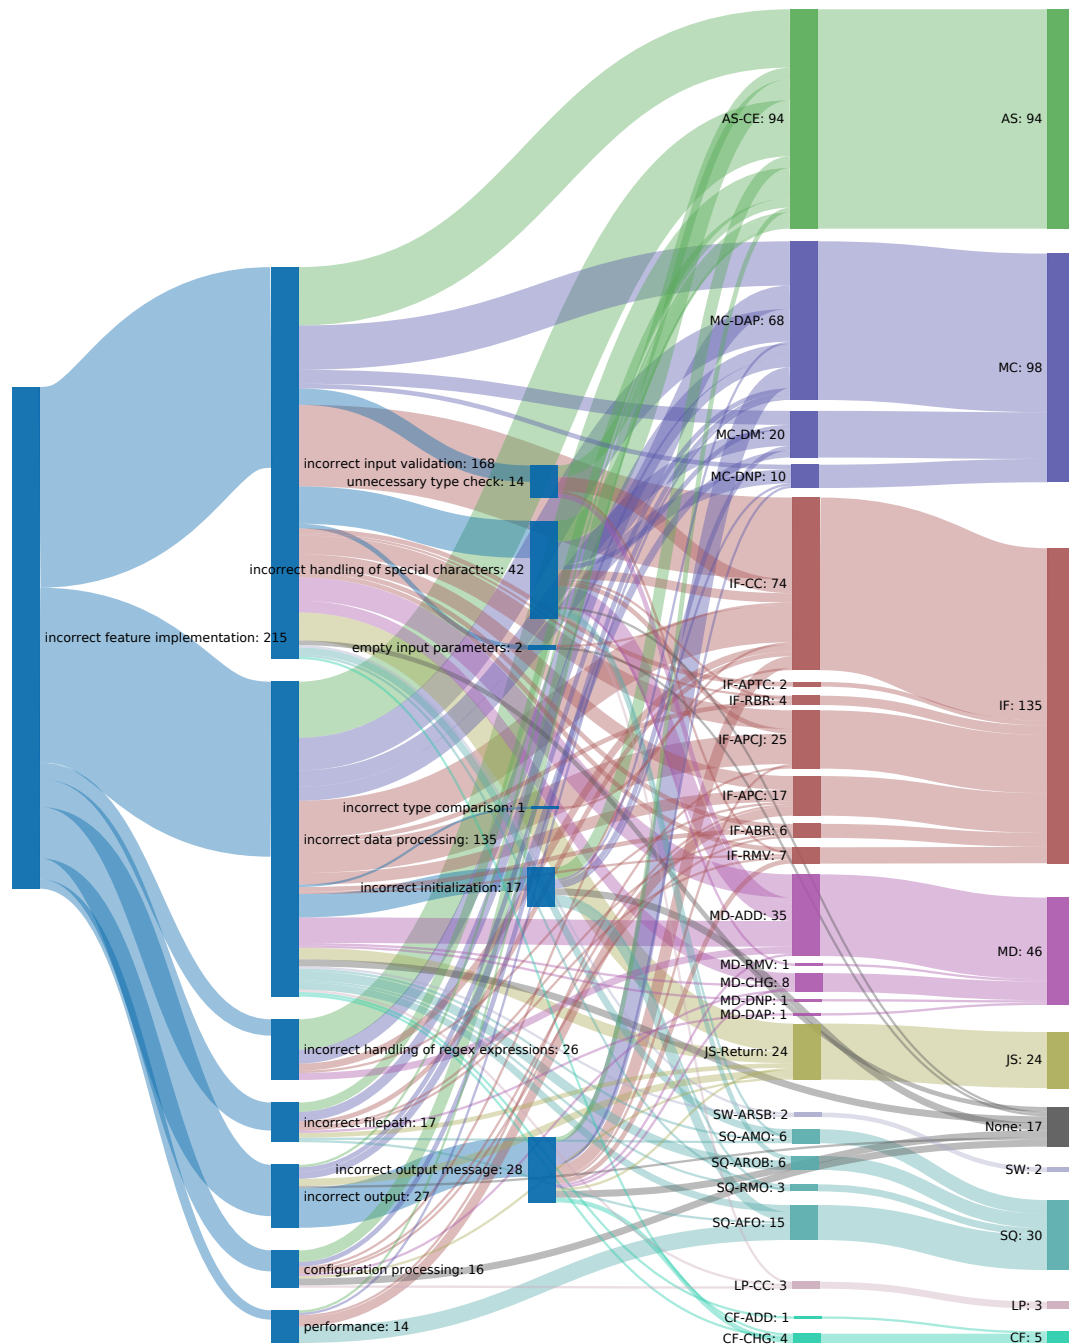 AS-CE: 94
AS: 94
MC-DAP: 68
MC: 98
MC-DM: 20
incorrect input validation: 168
unnecessary type check: 14
MC-DNP: 10
incorrect handling of special characters: 42
IF-CC: 74
incorrect feature implementation: 215
empty input parameters: 2
IF-APTC: 2
IF-RBR: 4
IF: 135
IF-APCJ: 25
IF-APC: 17
incorrect type comparison: 1
IF-ABR: 6
incorrect data processing: 135
IF-RMV: 7
incorrect initialization: 17
MD-ADD: 35
MD: 46
MD-RMV: 1
MD-CHG: 8
MD-DNP: 1
MD-DAP: 1
incorrect handling of regex expressions: 26
JS-Return: 24
JS: 24
SW-ARSB: 2
incorrect filepath: 17
None: 17
SQ-AMO: 6
SQ-AROB: 6
incorrect output message: 28
SW: 2
SQ-RMO: 3
incorrect output: 27
SQ-AFO: 15
SQ: 30
configuration processing: 16
LP-CC: 3
LP: 3
CF-ADD: 1
performance: 14
CF-CHG: 4
CF: 5